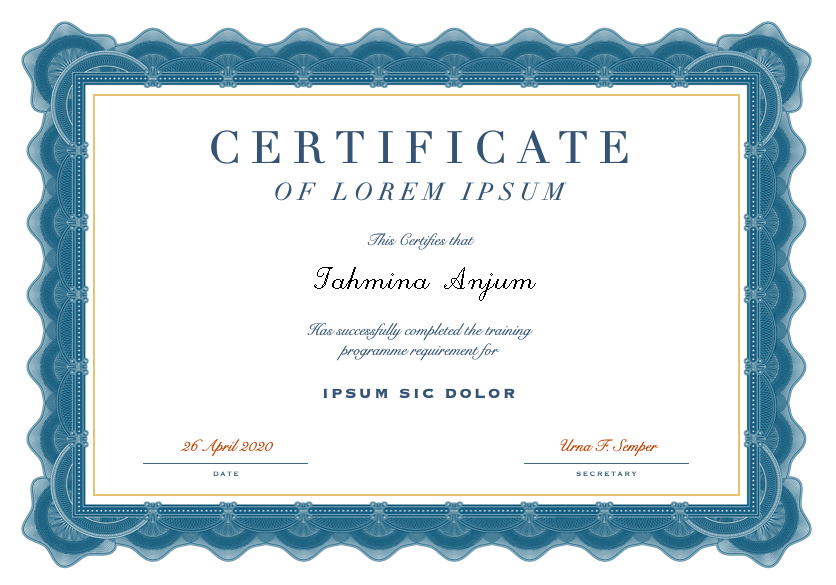 CERTIFICATE
OF LOREM IPSUM
This Certifies that
Tahmina Anjum
Has successfully completed the training
programme requirement for
IPSUM SIC DOLOR
26 April 2020
Urna F. Semper
DATE
SECRETARY